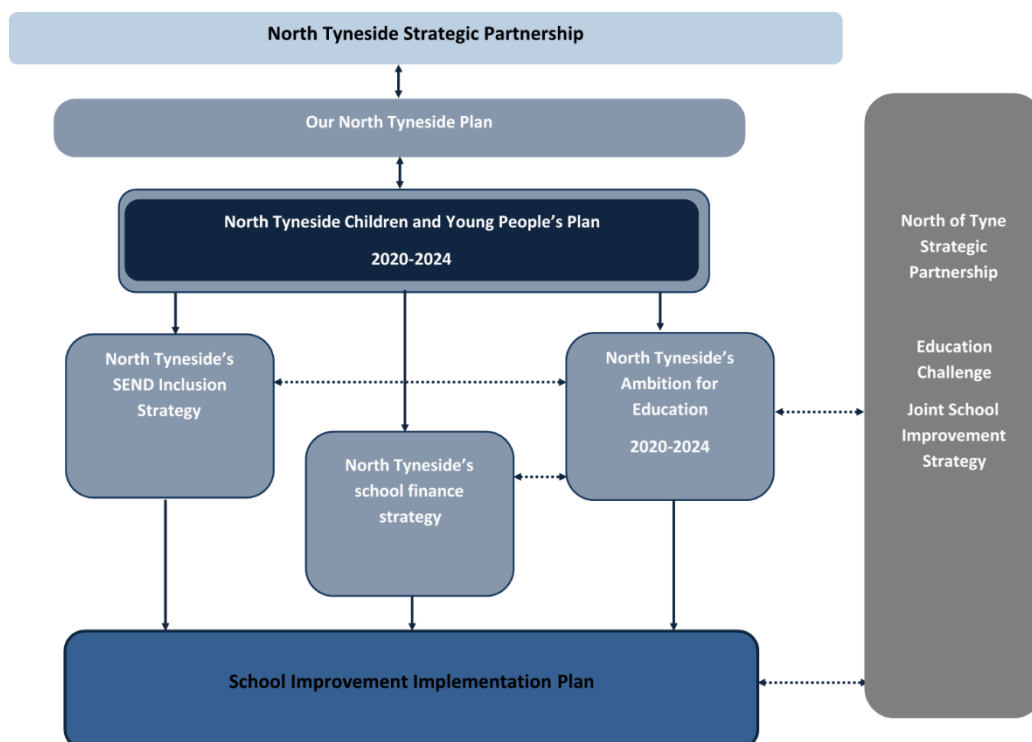 North Tyneside Strategic Partnership
Our North Tyneside Plan
North Tyneside Children and Young People’s Plan
2020-2024
North Tyneside’s
SEND Inclusion
Strategy
North Tyneside’s
school finance
strategy
North Tyneside’s
Ambition for
Education
2020-2024
School Improvement Implementation Plan
North of Tyne
Strategic
Partnership
Education
Challenge
Joint School
Improvement
Strategy